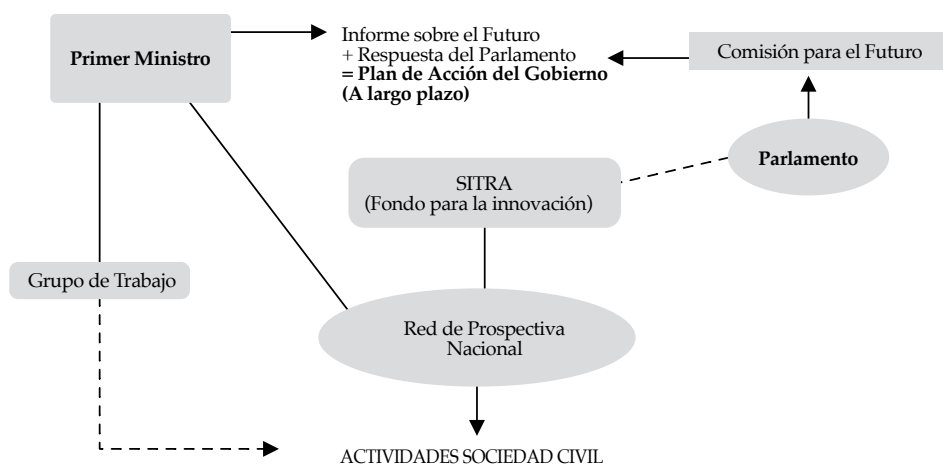 Primer Ministro
Informe sobre el Futuro
+ Respuesta del Parlamento
= Plan de Acción del Gobierno
(A largo plazo)
Comisión para el Futuro
Parlamento
SITRA
(Fondo para la innovación)
Grupo de Trabajo
Red de Prospectiva
Nacional
ACTIVIDADES SOCIEDAD CIVIL